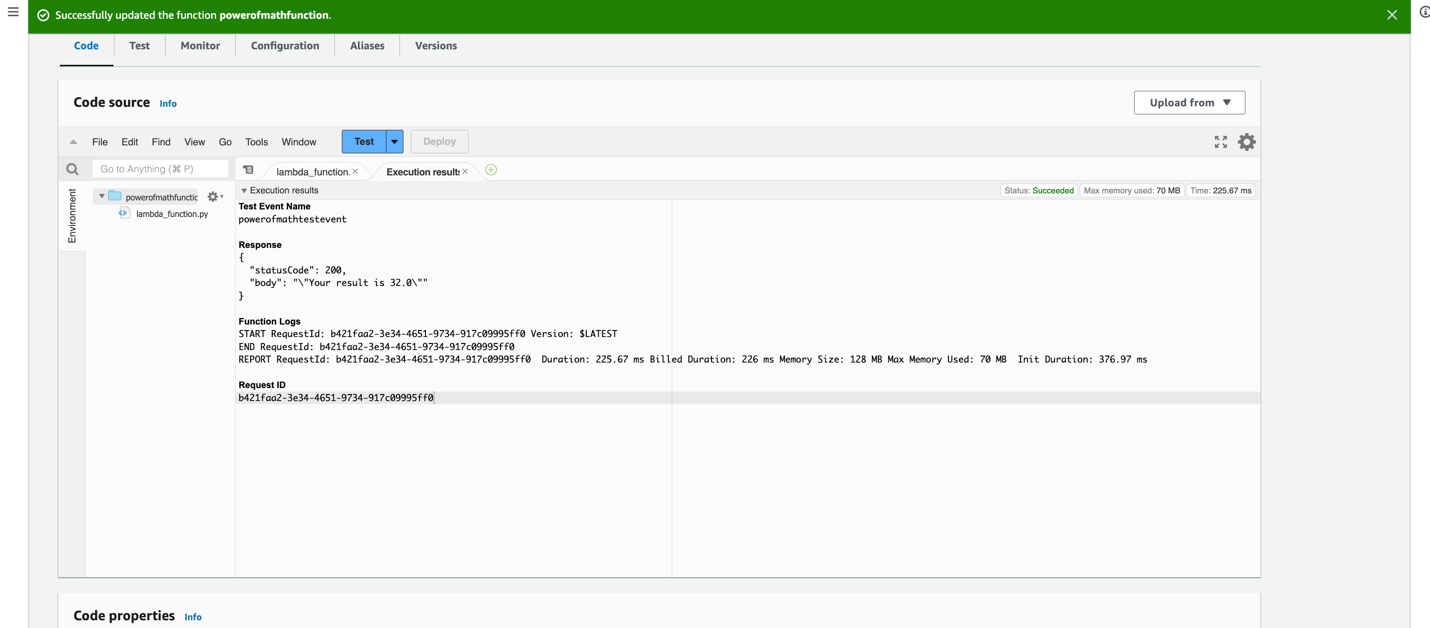 Successfully updated the function powerofmathfunction.
Code Test Monitor Configuration Aliases Versions
Code source Info
Upload from
File Edit Find View Go Tools Window Test Deploy
Go to Anything (⌘ P)
lambda_function. Execution results
Environment
powerofmathfunctic
lambda_function.py
Execution results
Status: Succeeded Max memory used: 70 MB Time: 225.67 ms
Test Event Name
powerofmathtestevent
Response
{
"statusCode": 200,
"body": "\"Your result is 32.0\""
}
Function Logs
START RequestId: b421faa2-3e34-4651-9734-917c09995ff0 Version: $LATEST
END RequestId: b421faa2-3e34-4651-9734-917c09995ff0
REPORT RequestId: b421faa2-3e34-4651-9734-917c09995ff0 Duration: 225.67 ms Billed Duration: 226 ms Memory Size: 128 MB Max Memory Used: 70 MB Init Duration: 376.97 ms
Request ID
b421faa2-3e34-4651-9734-917c09995ff0
Code properties Info